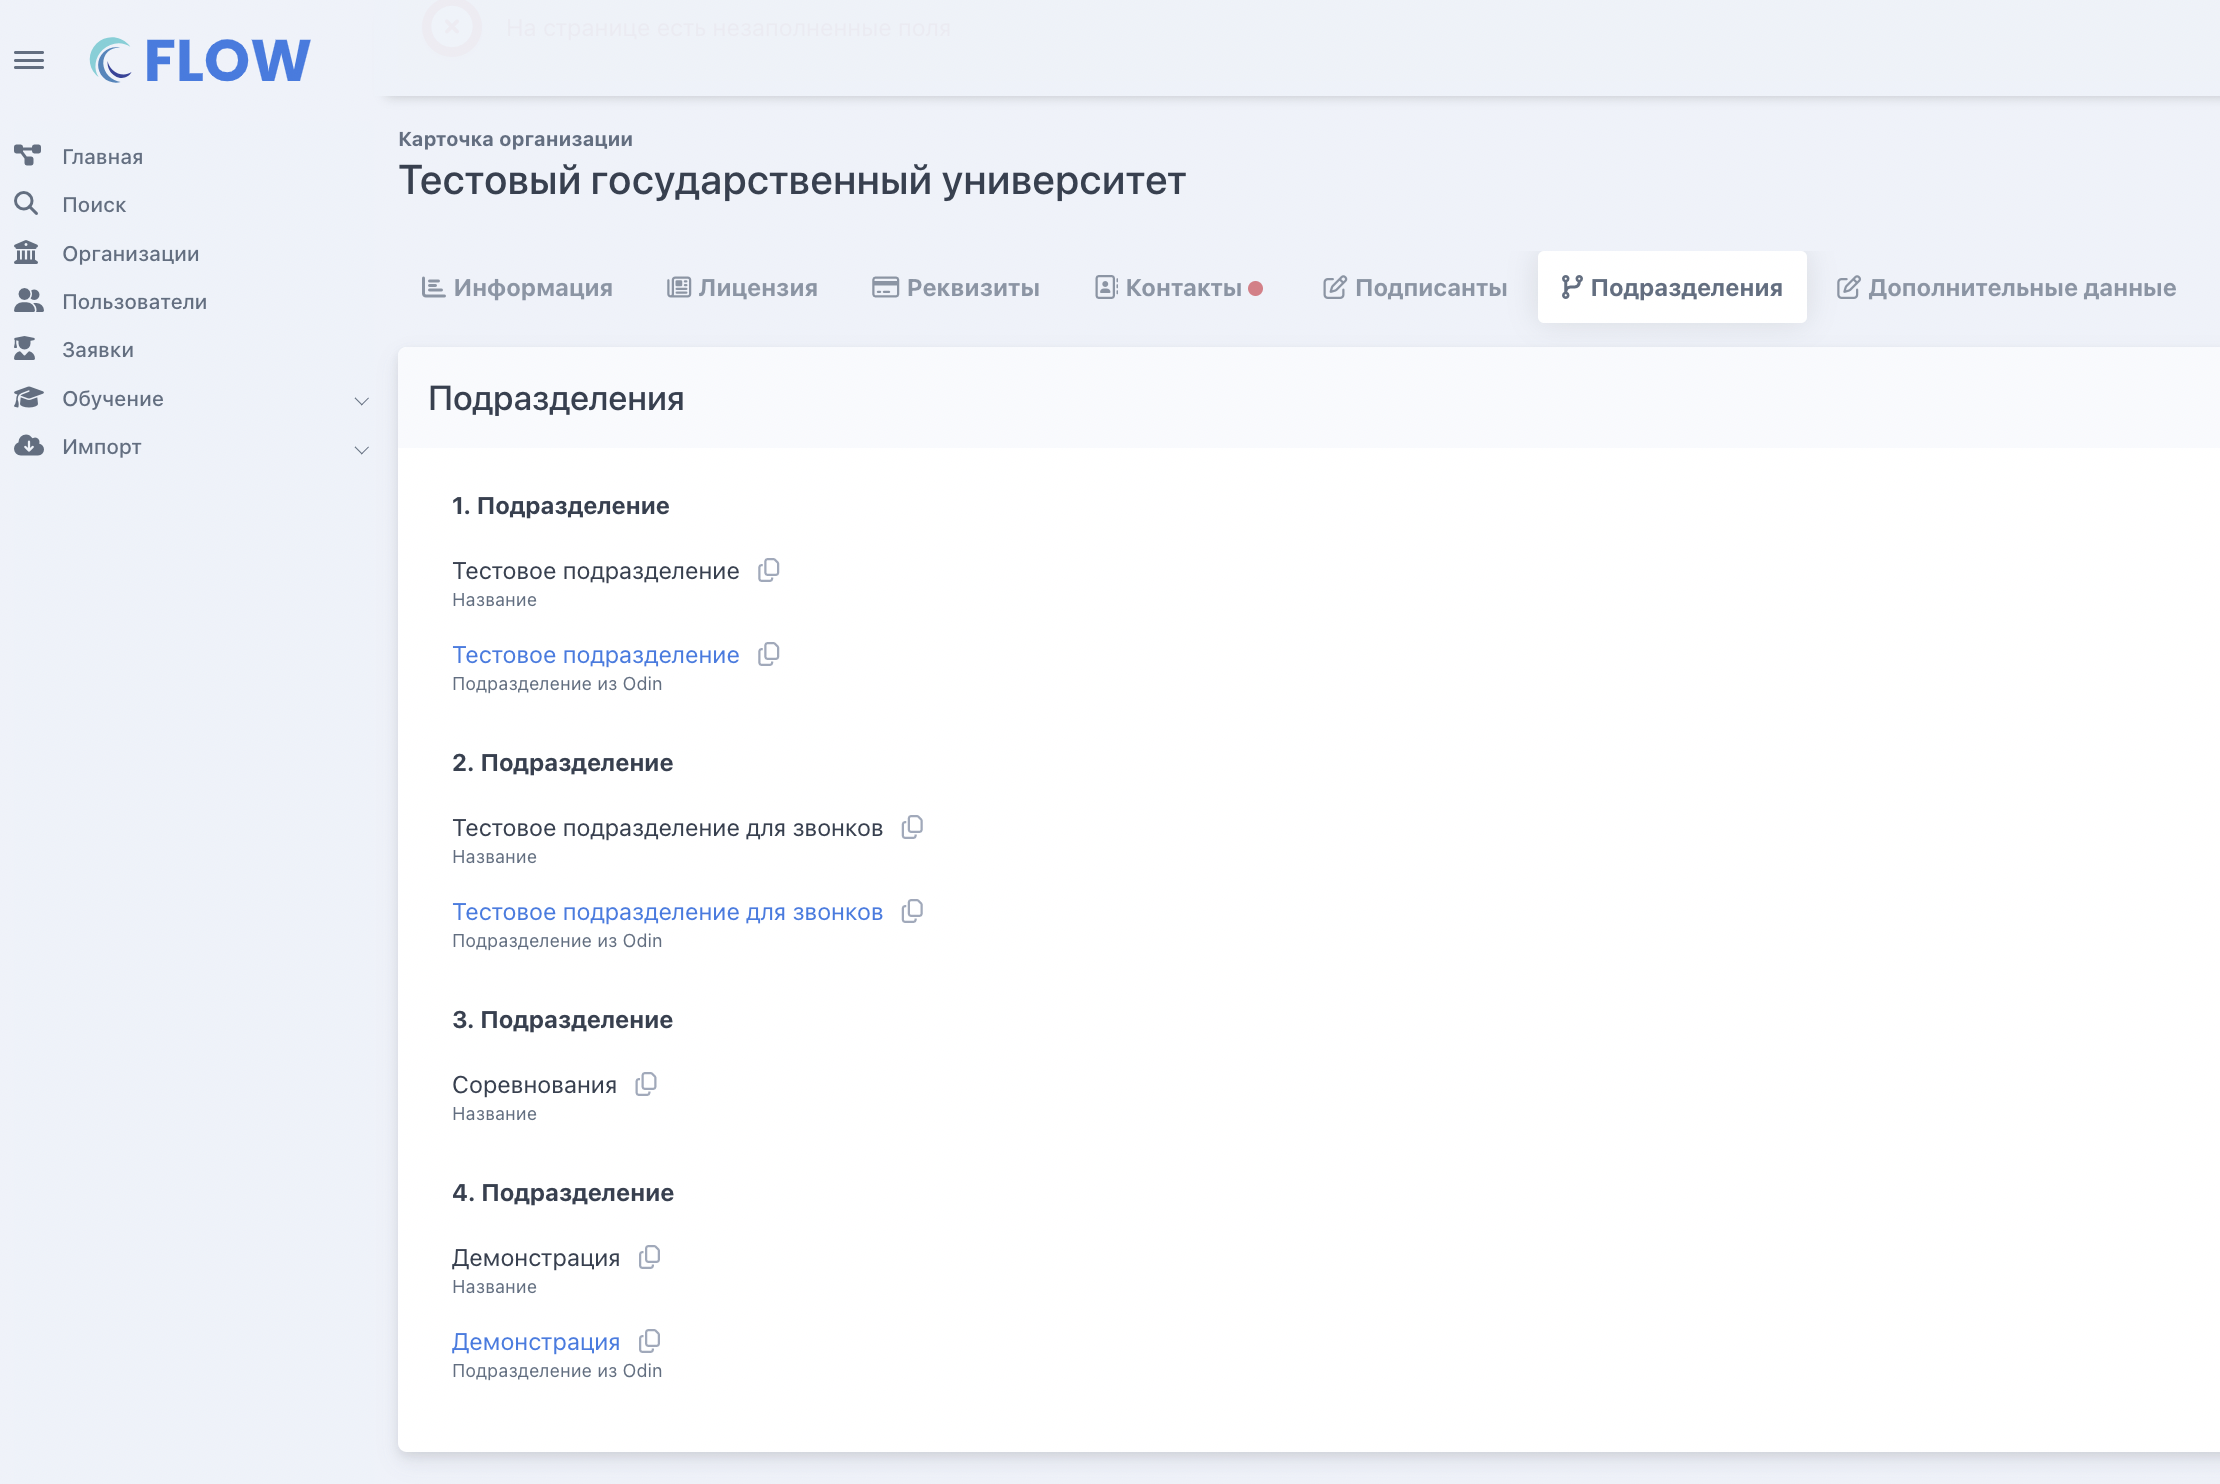 На странице есть незаполненные поля
FLOW
Главная
Поиск
Организации
Пользователи
Заявки
Обучение
Импорт
Карточка организации
Тестовый государственный университет
Информация Лицензия Реквизиты Контакты Подписанты Подразделения Дополнительные данные
Подразделения
1. Подразделение
Тестовое подразделение
Название
Тестовое подразделение
Подразделение из Odin
2. Подразделение
Тестовое подразделение для звонков
Название
Тестовое подразделение для звонков
Подразделение из Odin
3. Подразделение
Соревнования
Название
4. Подразделение
Демонстрация
Название
Демонстрация
Подразделение из Odin